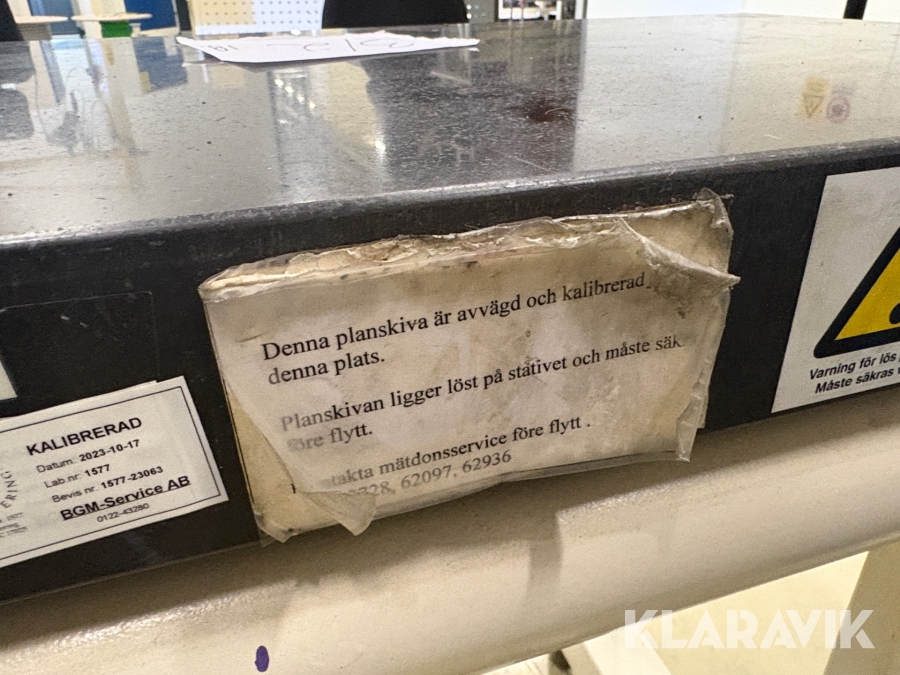 Denna planskiva är avvägd och kalibrerad
denna plats.
Planskivan ligger löst på stativet och måste säk
före flytt.
mätdonsservice före flytt .
62097, 62936
KALIBRERAD
Datum: 2023-10-17
Lab.nr: 1577
Bevis nr. 1577-23063
BGM-Service AB
0122-43280
Varning för lös
Måste säkras
KLARAVIK